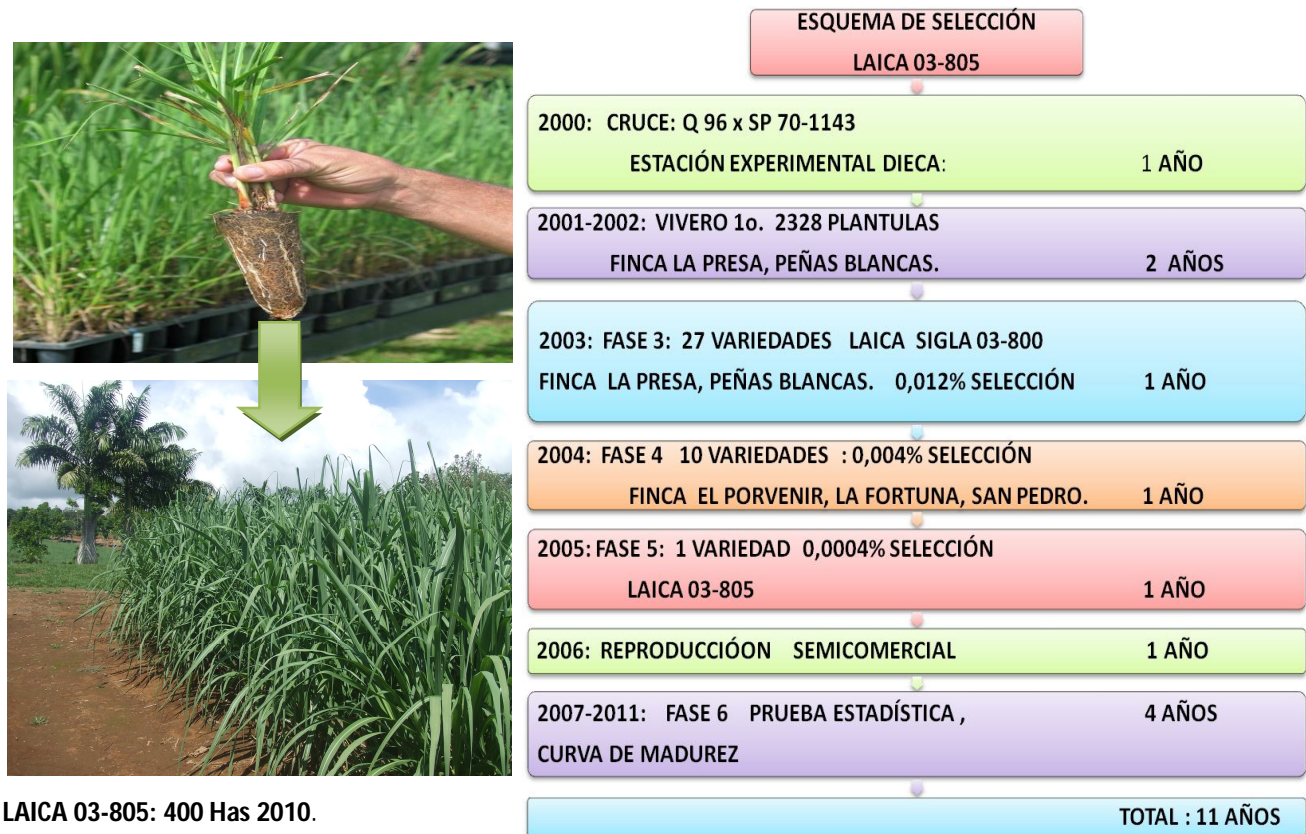 ESQUEMA DE SELECCIÓN
LAICA 03-805
2000: CRUCE: Q 96 x SP 70-1143
ESTACIÓN EXPERIMENTAL DIECA: 1 AÑO
2001-2002: VIVERO 1o. 2328 PLANTULAS
FINCA LA PRESA, PEÑAS BLANCAS. 2 AÑOS
2003: FASE 3: 27 VARIEDADES LAICA SIGLA 03-800
FINCA LA PRESA, PEÑAS BLANCAS. 0,012% SELECCIÓN 1 AÑO
2004: FASE 4 10 VARIEDADES : 0,004% SELECCIÓN
FINCA EL PORVENIR, LA FORTUNA, SAN PEDRO. 1 AÑO
2005: FASE 5: 1 VARIEDAD 0,0004% SELECCIÓN
LAICA 03-805 1 AÑO
2006: REPRODUCCIÓON SEMICOMERCIAL 1 AÑO
2007-2011: FASE 6 PRUEBA ESTADÍSTICA , 4 AÑOS
CURVA DE MADUREZ
TOTAL : 11 AÑOS
LAICA 03-805: 400 Has 2010.